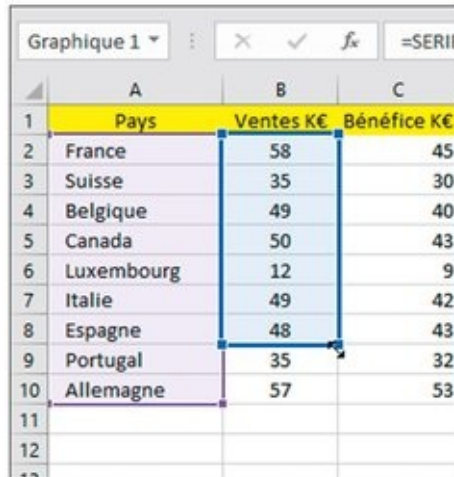 Graphique 1 fx =SERIE
A B C
1 Pays Ventes K€ Bénéfice K€
2 France 58 45
3 Suisse 35 30
4 Belgique 49 40
5 Canada 50 43
6 Luxembourg 12 9
7 Italie 49 42
8 Espagne 48 43
9 Portugal 35 32
10 Allemagne 57 53
11
12